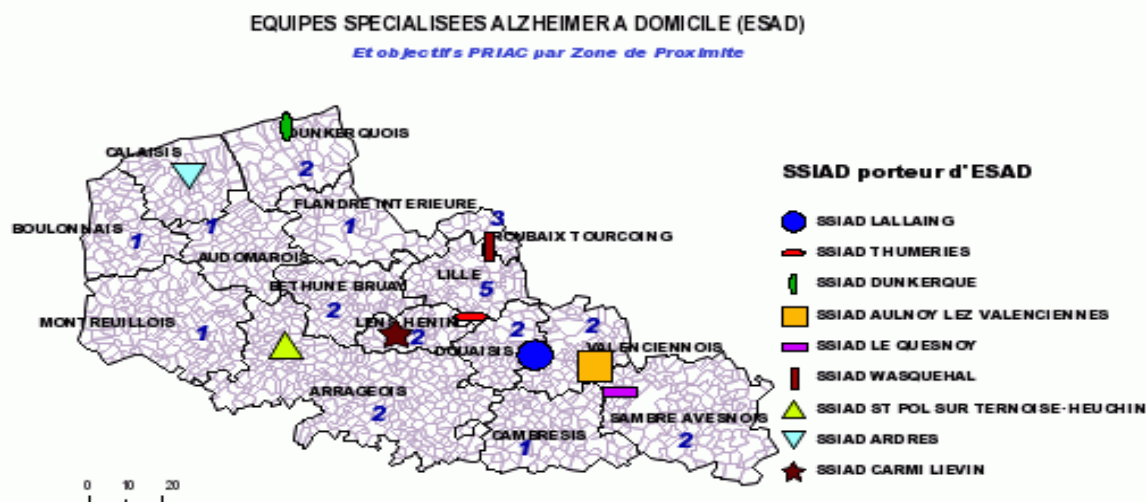 EQUIPES SPECIALISEES ALZHEIMER A DOMICILE (ESAD)
Et objectifs PRIAC par Zone de Proximite
DUNKERQUOIS
CALAISIS
2
FLANDRE INTERIEURE
3
BOULONNAIS
1
1
1
ROUBAIX TOURCOING
AUDOMAROIS
LILLE
BETHUNE BRUAY
5
MONTREUILLOIS
1
2
LENS HENIN
2
2
2
DOUAISIS
VALENCIENNOIS
ARRAGEOIS
2
SAMBRE AVESNOIS
CAMBRESIS
1
2
0 10 20
SSIAD porteur d'ESAD
SSIAD LALLAING
SSIAD THUMERIES
SSIAD DUNKERQUE
SSIAD AULNOY LEZ VALENCIENNES
SSIAD LE QUESNOY
SSIAD WASQUEHAL
SSIAD ST POL SUR TERNOISE-HEUCHIN
SSIAD ARDRES
SSIAD CARMI LIEVIN